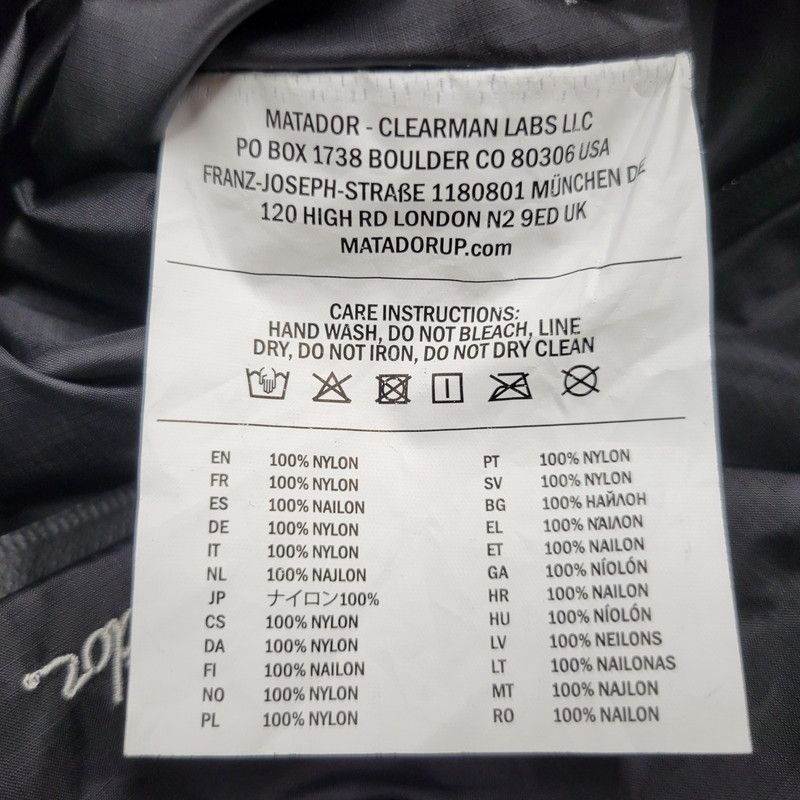 MATADOR - CLEARMAN LABS LLC
PO BOX 1738 BOULDER CO 80306 USA
FRANZ-JOSEPH-STRAßE 1180801 MÜNCHEN DE
120 HIGH RD LONDON N2 9ED UK
MATADORUP.com
CARE INSTRUCTIONS:
HAND WASH, DO NOT BLEACH, LINE
DRY, DO NOT IRON, DO NOT DRY CLEAN
EN 100% NYLON
FR 100% NYLON
ES 100% NAILON
DE 100% NYLON
IT 100% NYLON
NL 100% NAJLON
JP ナイロン100%
CS 100% NYLON
DA 100% NYLON
FI 100% NAILON
NO 100% NYLON
PL 100% NYLON
PT 100% NYLON
SV 100% NYLON
BG 100% НАЙЛОН
EL 100% ΝΆΙΛΟΝ
ET 100% NAILON
GA 100% NÍOLÓN
HR 100% NAILON
HU 100% NÍOLÓN
LV 100% NEILONS
LT 100% NAILONAS
MT 100% NAJLON
RO 100% NAILON